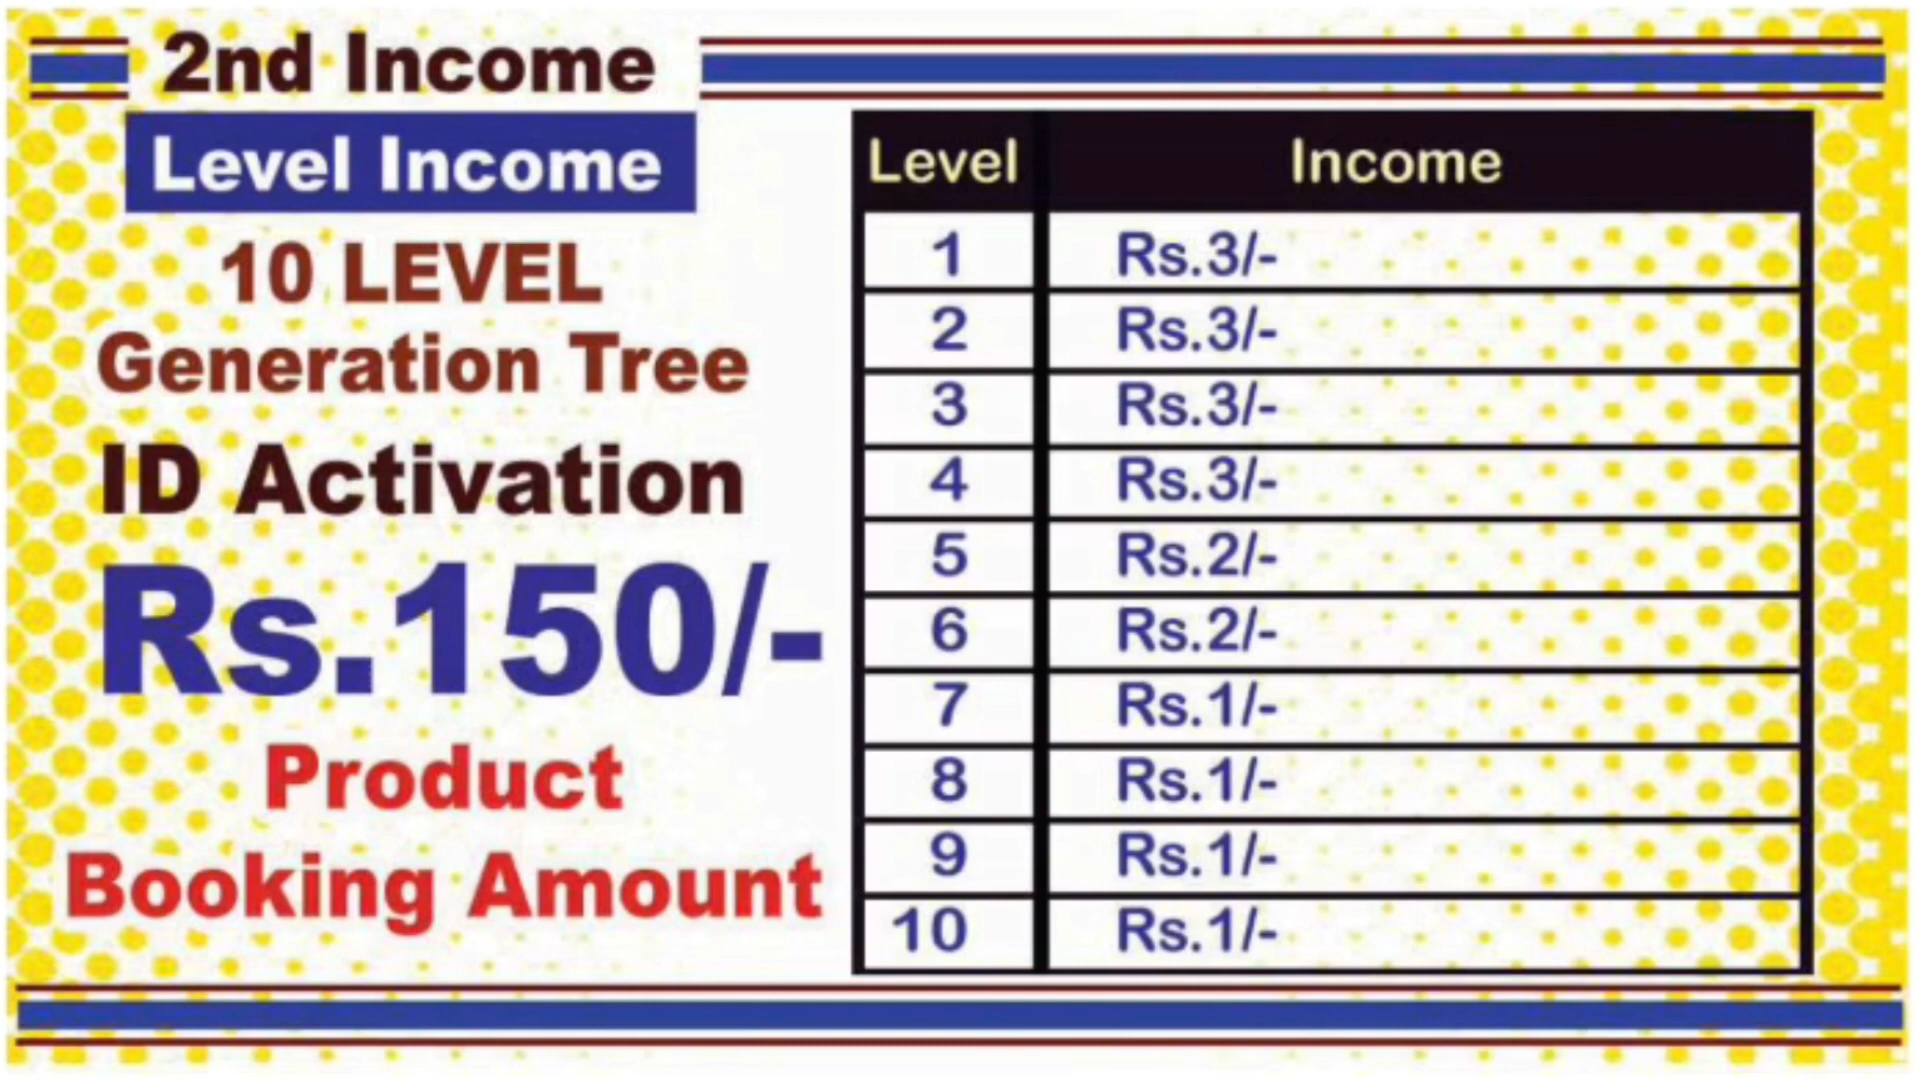 2nd Income
Level Income
10 LEVEL
Generation Tree
ID Activation
Rs.150/-
Product
Booking Amount
Level Income
1 Rs.3/-
2 Rs.3/-
3 Rs.3/-
4 Rs.3/-
5 Rs.2/-
6 Rs.2/-
7 Rs.1/-
8 Rs.1/-
9 Rs.1/-
10 Rs.1/-